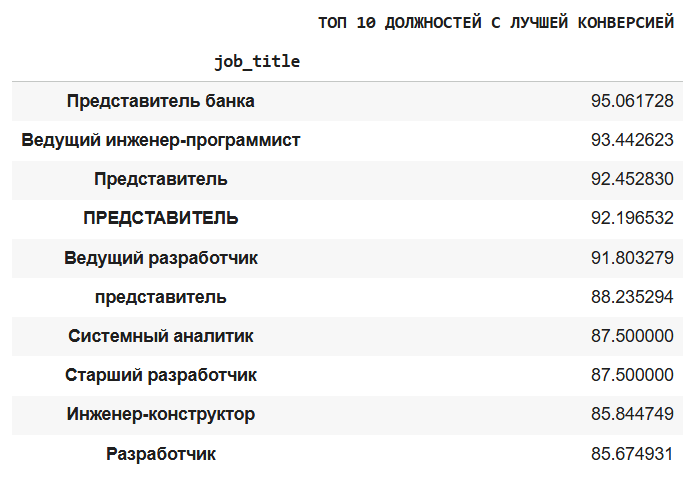 ТОП 10 ДОЛЖНОСТЕЙ С ЛУЧШЕЙ КОНВЕРСИЕЙ
job_title
Представитель банка 95.061728
Ведущий инженер-программист 93.442623
Представитель 92.452830
ПРЕДСТАВИТЕЛЬ 92.196532
Ведущий разработчик 91.803279
представитель 88.235294
Системный аналитик 87.500000
Старший разработчик 87.500000
Инженер-конструктор 85.844749
Разработчик 85.674931